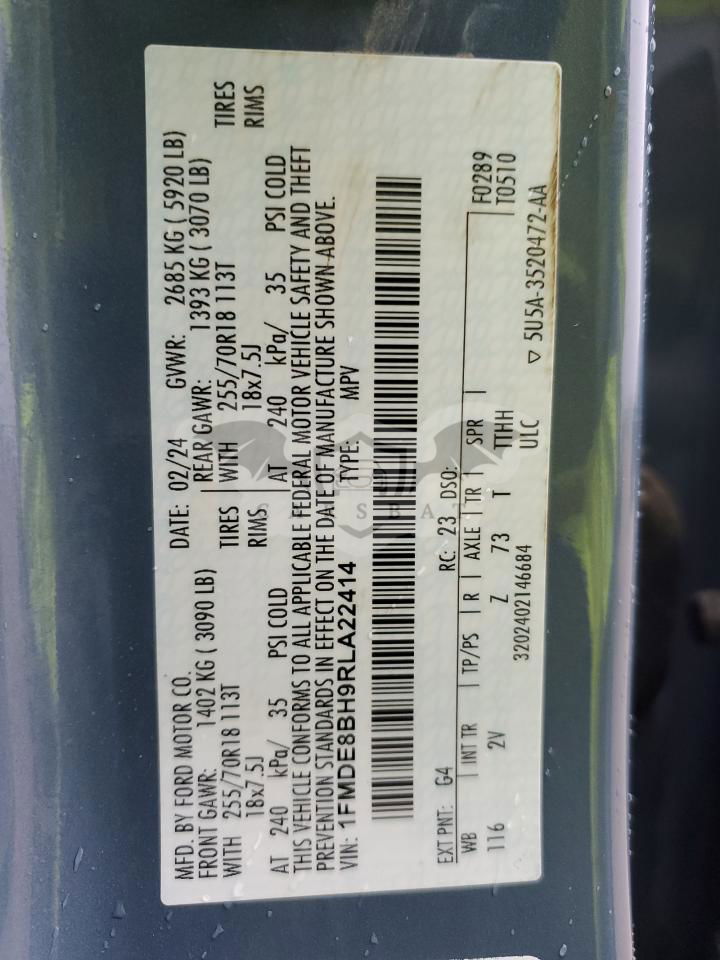 MFD. BY FORD MOTOR CO.
DATE: 02/24 GVWR: 2685 KG ( 5920 LB)
FRONT GAWR: 1402 KG ( 3090 LB)
REAR GAWR: 1393 KG ( 3070 LB)
WITH 255/70R18 113T TIRES
WITH 255/70R18 113T TIRES
18x7.5J RIMS
18x7.5J RIMS
AT 240 kPa/ 35 PSI COLD
AT 240 kPa/ 35 PSI COLD
THIS VEHICLE CONFORMS TO ALL APPLICABLE FEDERAL MOTOR VEHICLE SAFETY AND THEFT
PREVENTION STANDARDS IN EFFECT ON THE DATE OF MANUFACTURE SHOWN ABOVE.
VIN: 1FMDE8BH9RLA22414 TYPE: MPV
EXT PNT: G4 RC: 23 DSO:
WB INT TR TP/PS R AXLE TR SPR F0289
116 2V Z 73 T TTHH T0510
3202402146684 ULC
▽ 5U5A-3520472-AA